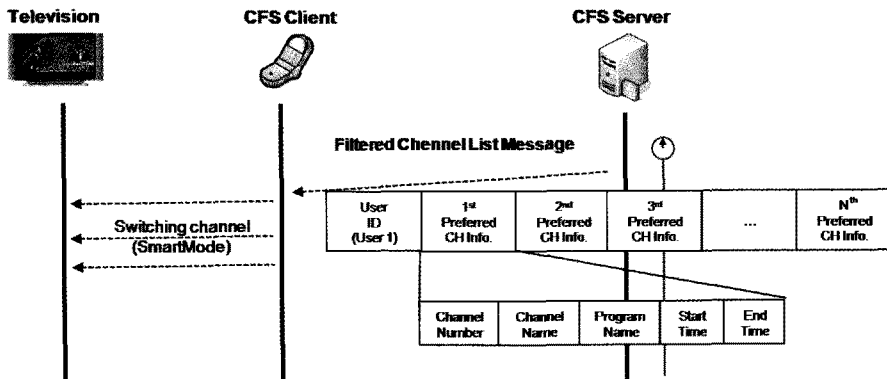 Television
CFS Client
CFS Server
Filtered Chennel List Message
Switching channel
(SmartMode)
User
ID
(User 1)
1st
Preferred
CH Info.
2nd
Preferred
CH Info.
3rd
Preferred
CH Info.
...
Nth
Preferred
CH Info.
Channel
Number
Channel
Name
Program
Name
Start
Time
End
Time